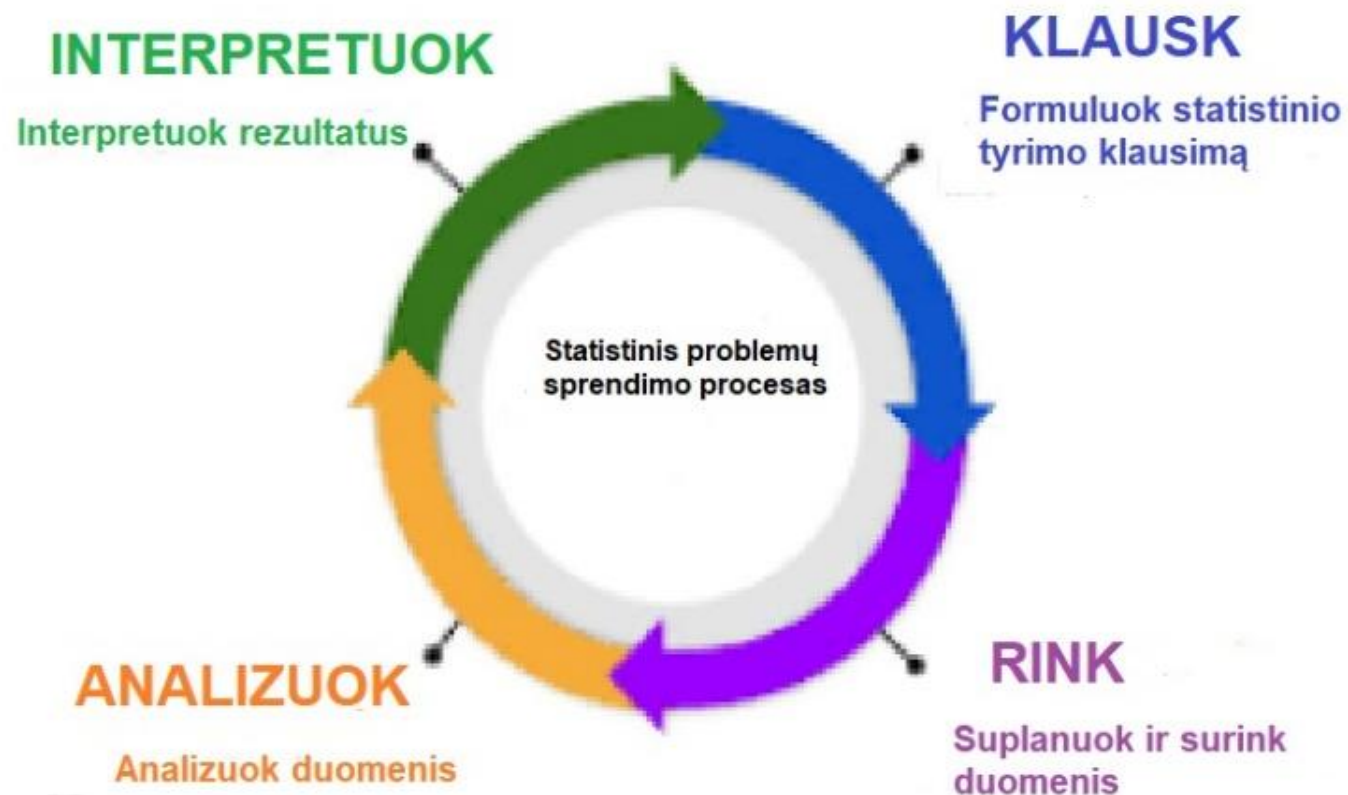 INTERPRETUOK
Interpretuok rezultatus
KLAUSK
Formuluok statistinio
tyrimo klausimą
Statistinis problemų
sprendimo procesas
ANALIZUOK
Analizuok duomenis
RINK
Suplanuok ir surink
duomenis